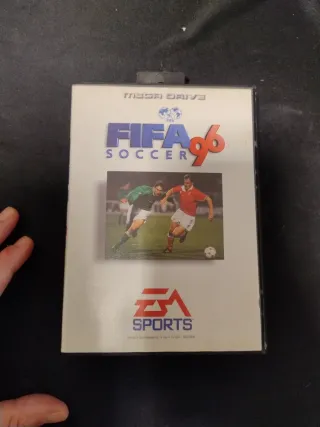 MEGA DRIVE
FIFA 96
SOCCER
EA
SPORTS